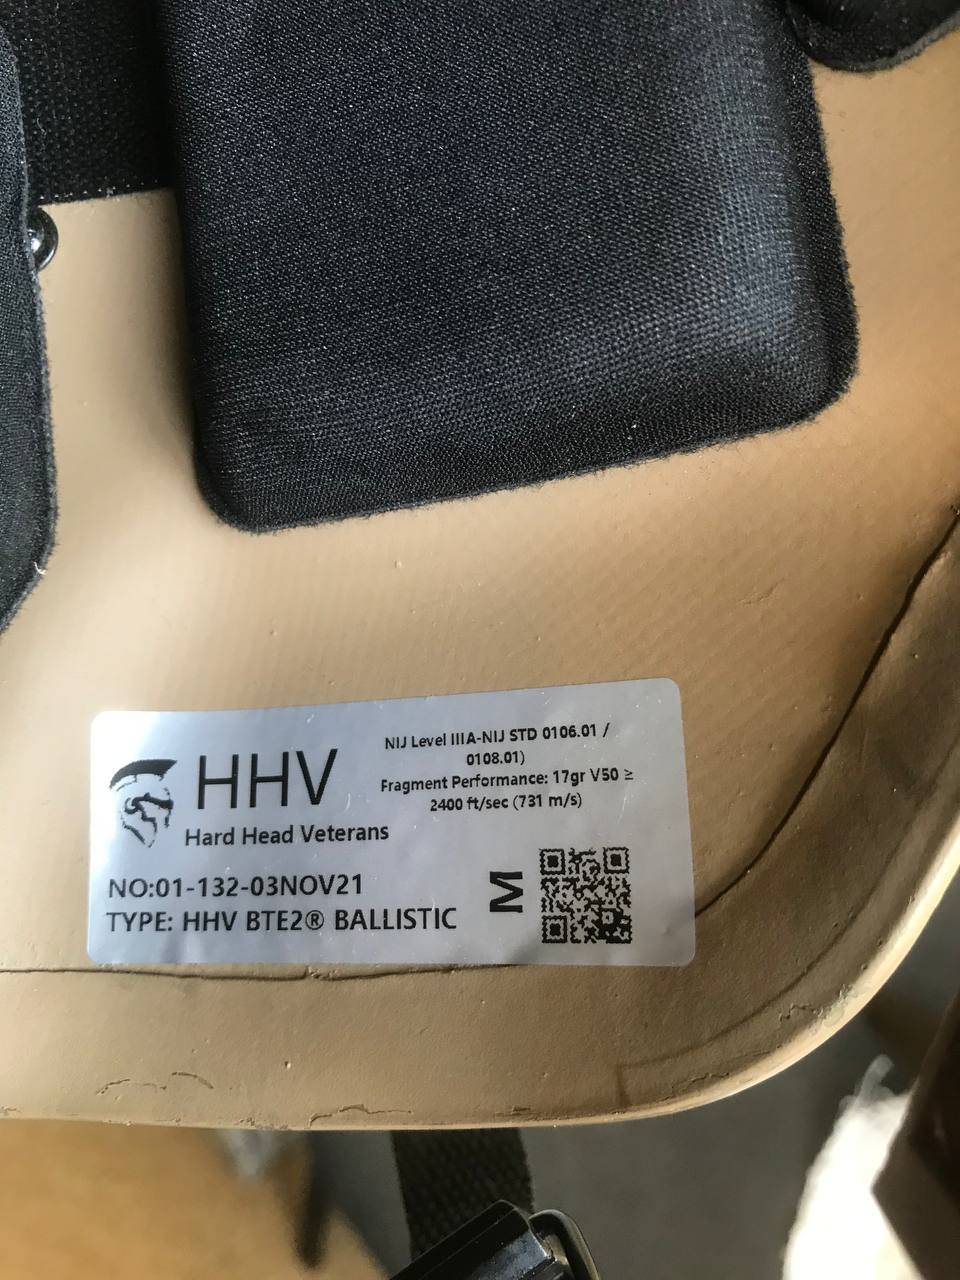 HHV
Hard Head Veterans
NIJ Level IIIA-NIJ STD 0106.01 /
0108.01)
Fragment Performance: 17gr V50 ≥
2400 ft/sec (731 m/s)
NO:01-132-03NOV21
TYPE: HHV BTE2® BALLISTIC
M